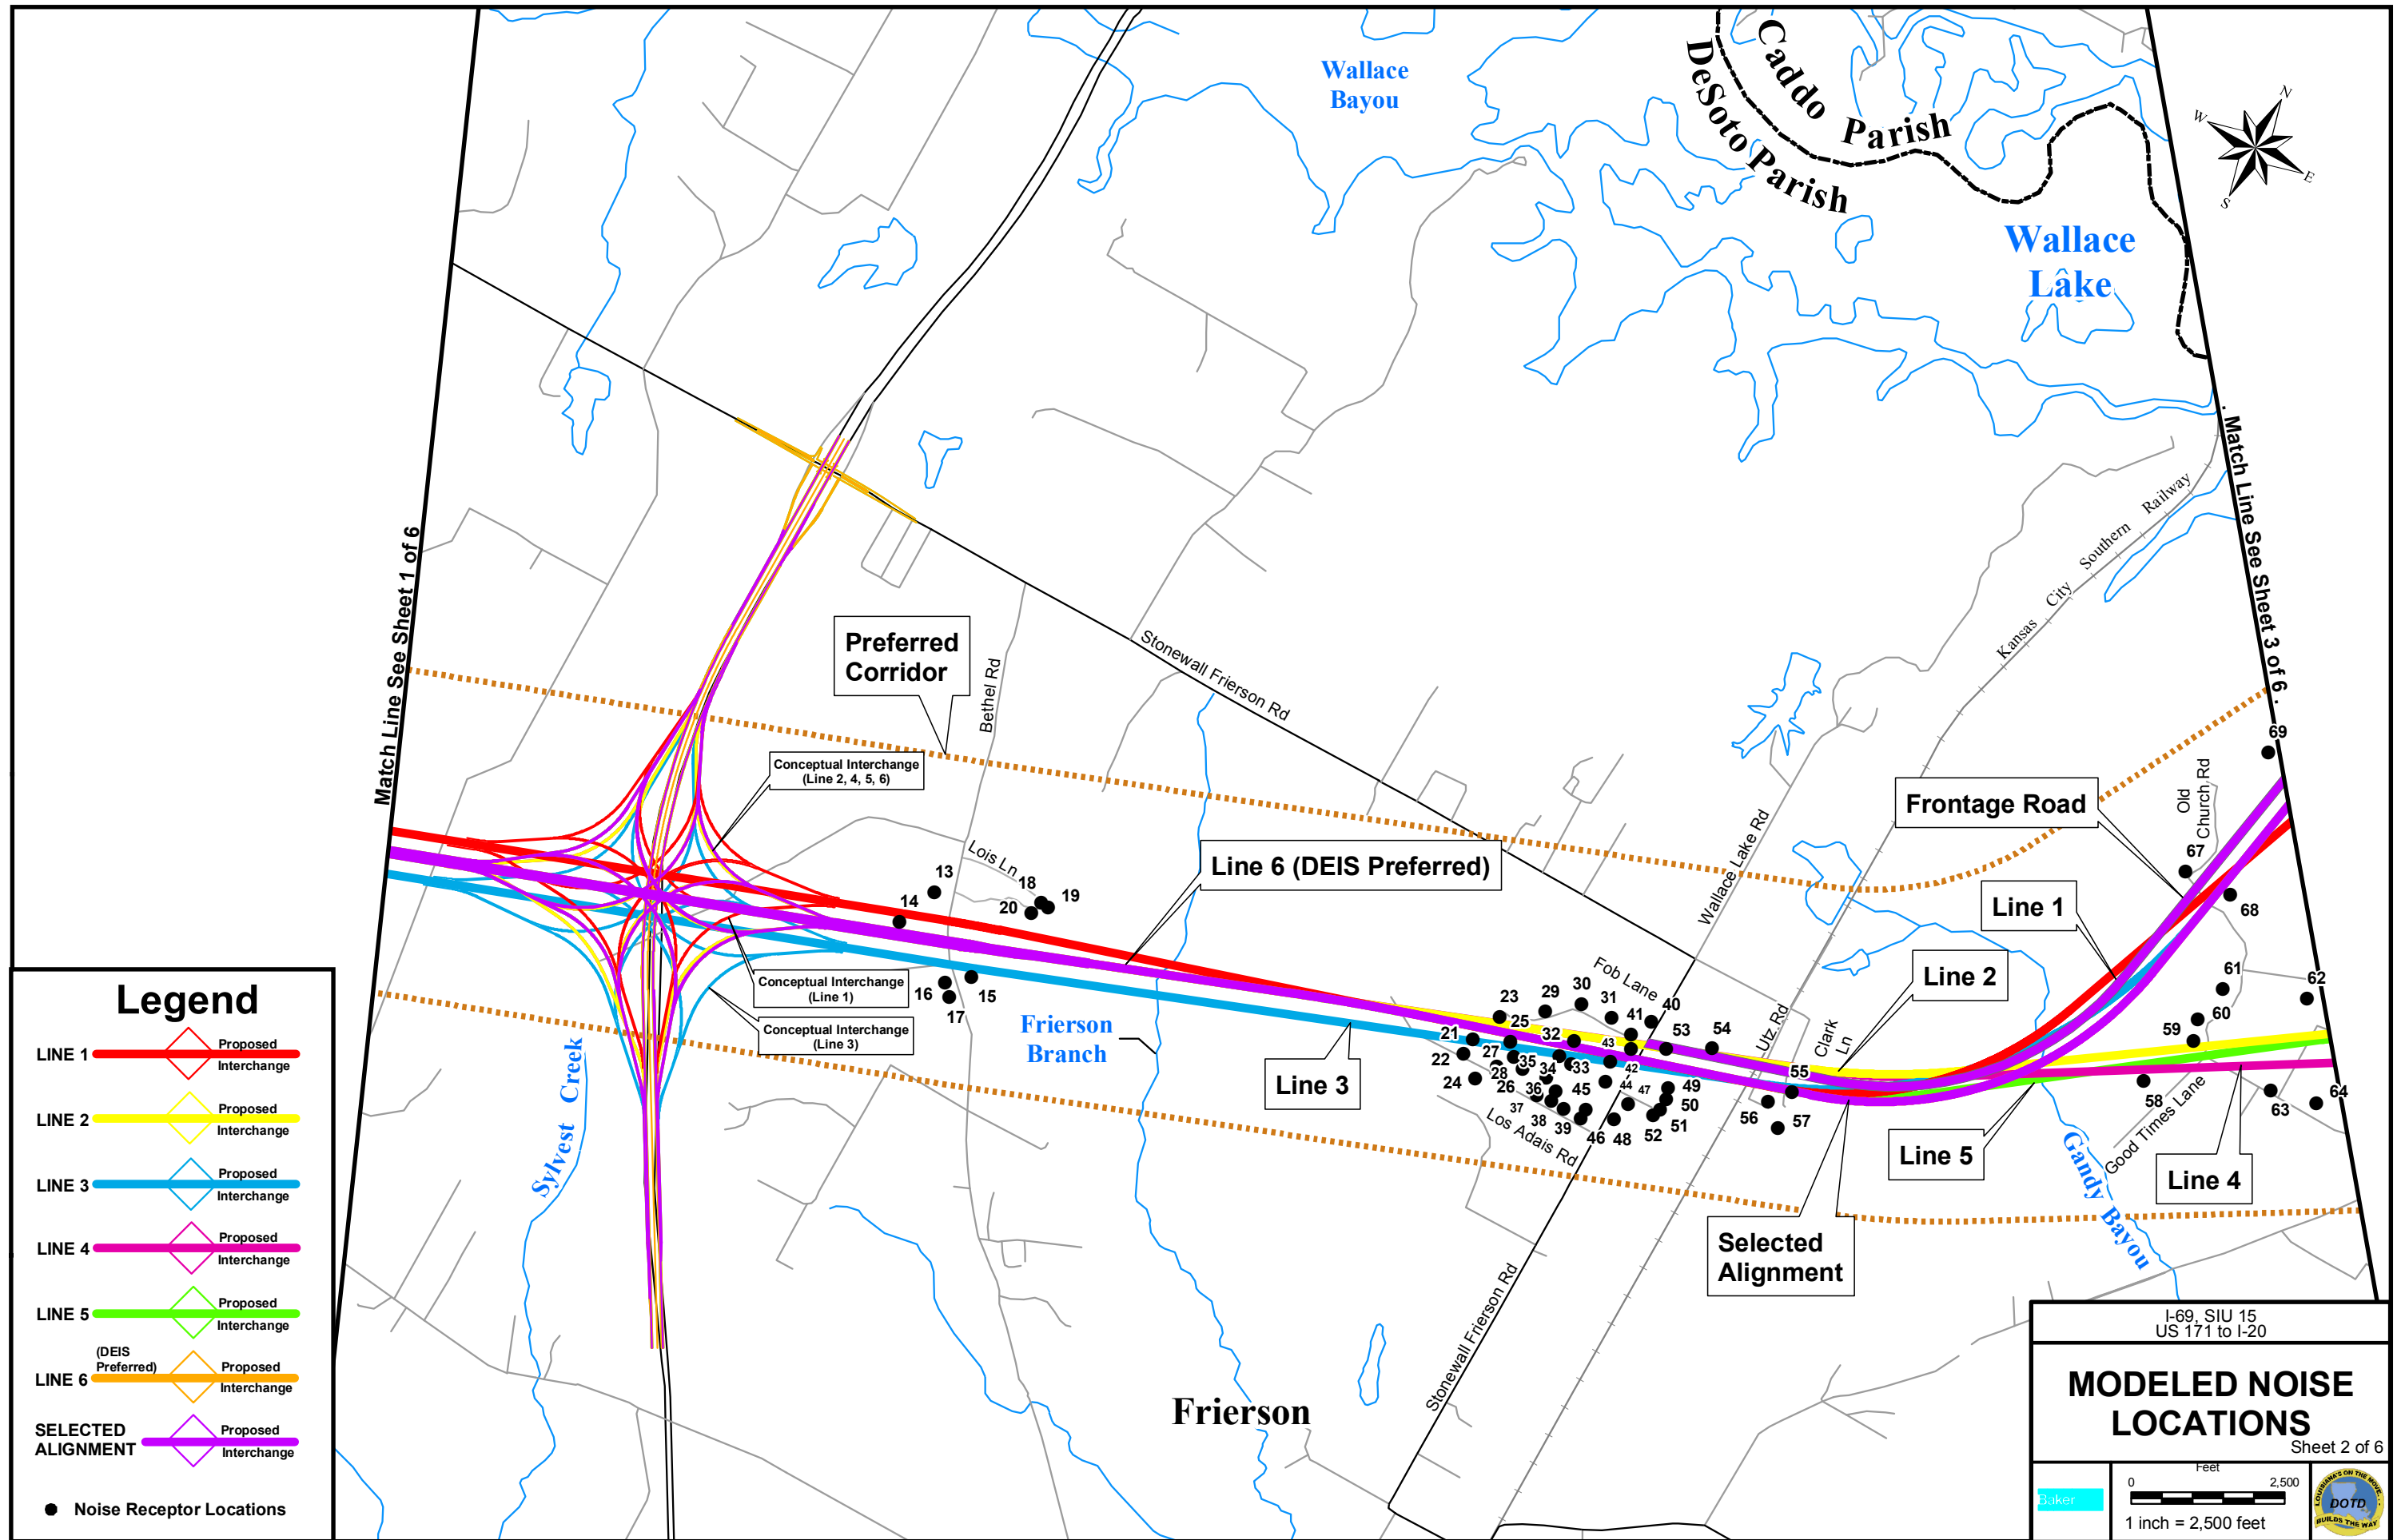 Wallace
Bayou
Caddo Parish
DeSoto Parish
N
W
E
S
Wallace
Lake
Match Line See Sheet 1 of 6
Match Line See Sheet 3 of 6
Kansas City Southern Railway
Stonewall Frierson Rd
Bethel Rd
Preferred
Corridor
Conceptual Interchange
(Line 2, 4, 5, 6)
Lois Ln
Line 6 (DEIS Preferred)
Wallace Lake Rd
Frontage Road
Old
Church Rd
69
67
68
Line 1
Line 2
13
14
18
19
20
16
15
17
Conceptual Interchange
(Line 1)
Conceptual Interchange
(Line 3)
Frierson
Branch
Line 3
Fob Lane
23
29
30
31
40
41
21
25
32
43
53
54
22
27
35
34
33
42
24
28
26
36
45
44
47
49
50
37
38
39
46
48
52
51
Los Adais Rd
Utz Rd
Clark
Ln
55
56
57
61
62
60
59
58
63
64
Good Times Lane
Line 5
Line 4
Selected
Alignment
Gandy Bayou
Sylvest Creek
Stonewall Frierson Rd
Frierson
Legend
LINE 1
Proposed
Interchange
LINE 2
Proposed
Interchange
LINE 3
Proposed
Interchange
LINE 4
Proposed
Interchange
LINE 5
Proposed
Interchange
(DEIS
Preferred)
LINE 6
Proposed
Interchange
SELECTED
ALIGNMENT
Proposed
Interchange
Noise Receptor Locations
I-69, SIU 15
US 171 to I-20
MODELED NOISE
LOCATIONS
Sheet 2 of 6
Baker
Feet
0 2,500
1 inch = 2,500 feet
LOUISIANA'S ON THE MOVE...
DOTD
BUILDS THE WAY